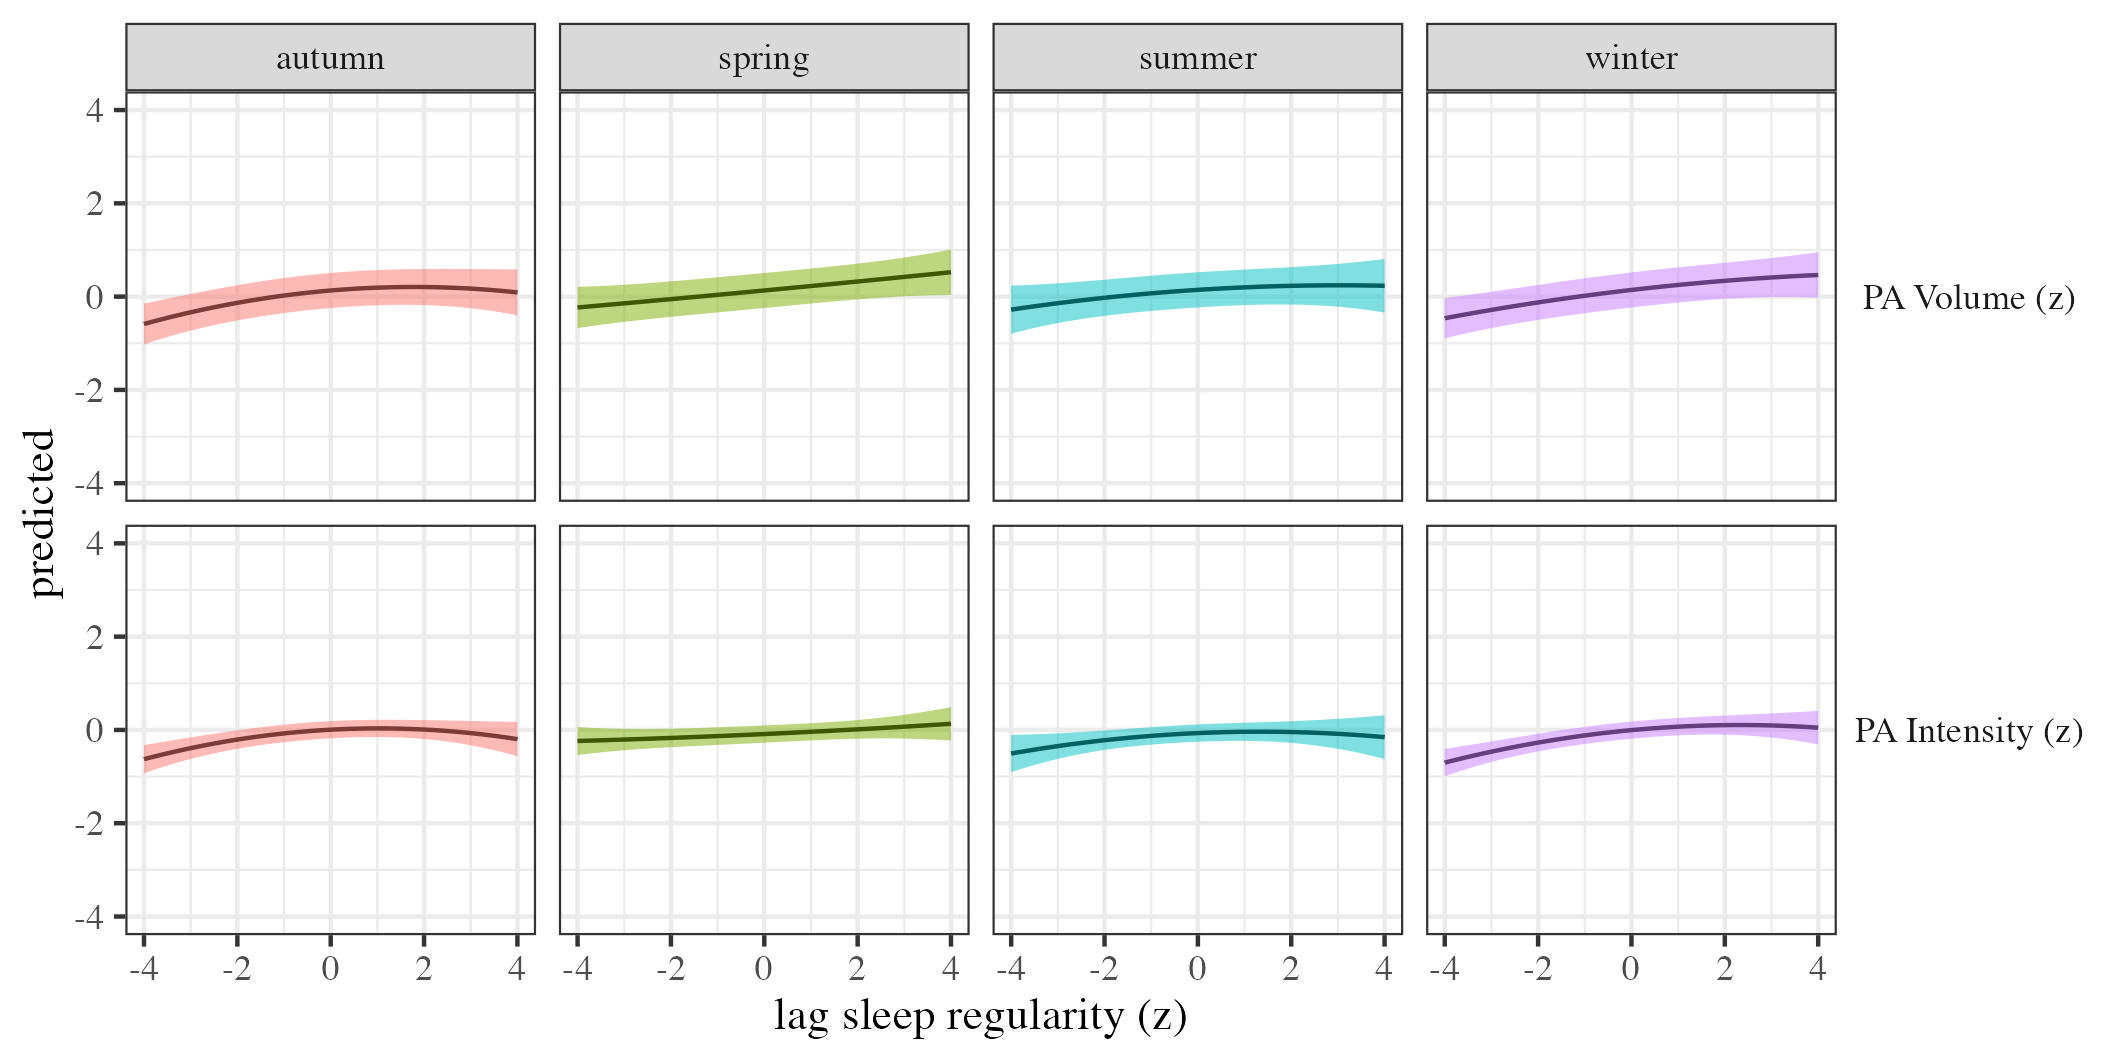 autumn spring summer winter
4
2
0
-2
-4
PA Volume (z)
predicted
4
2
0
-2
-4
PA Intensity (z)
-4 -2 0 2 4 -4 -2 0 2 4 -4 -2 0 2 4 -4 -2 0 2 4
lag sleep regularity (z)